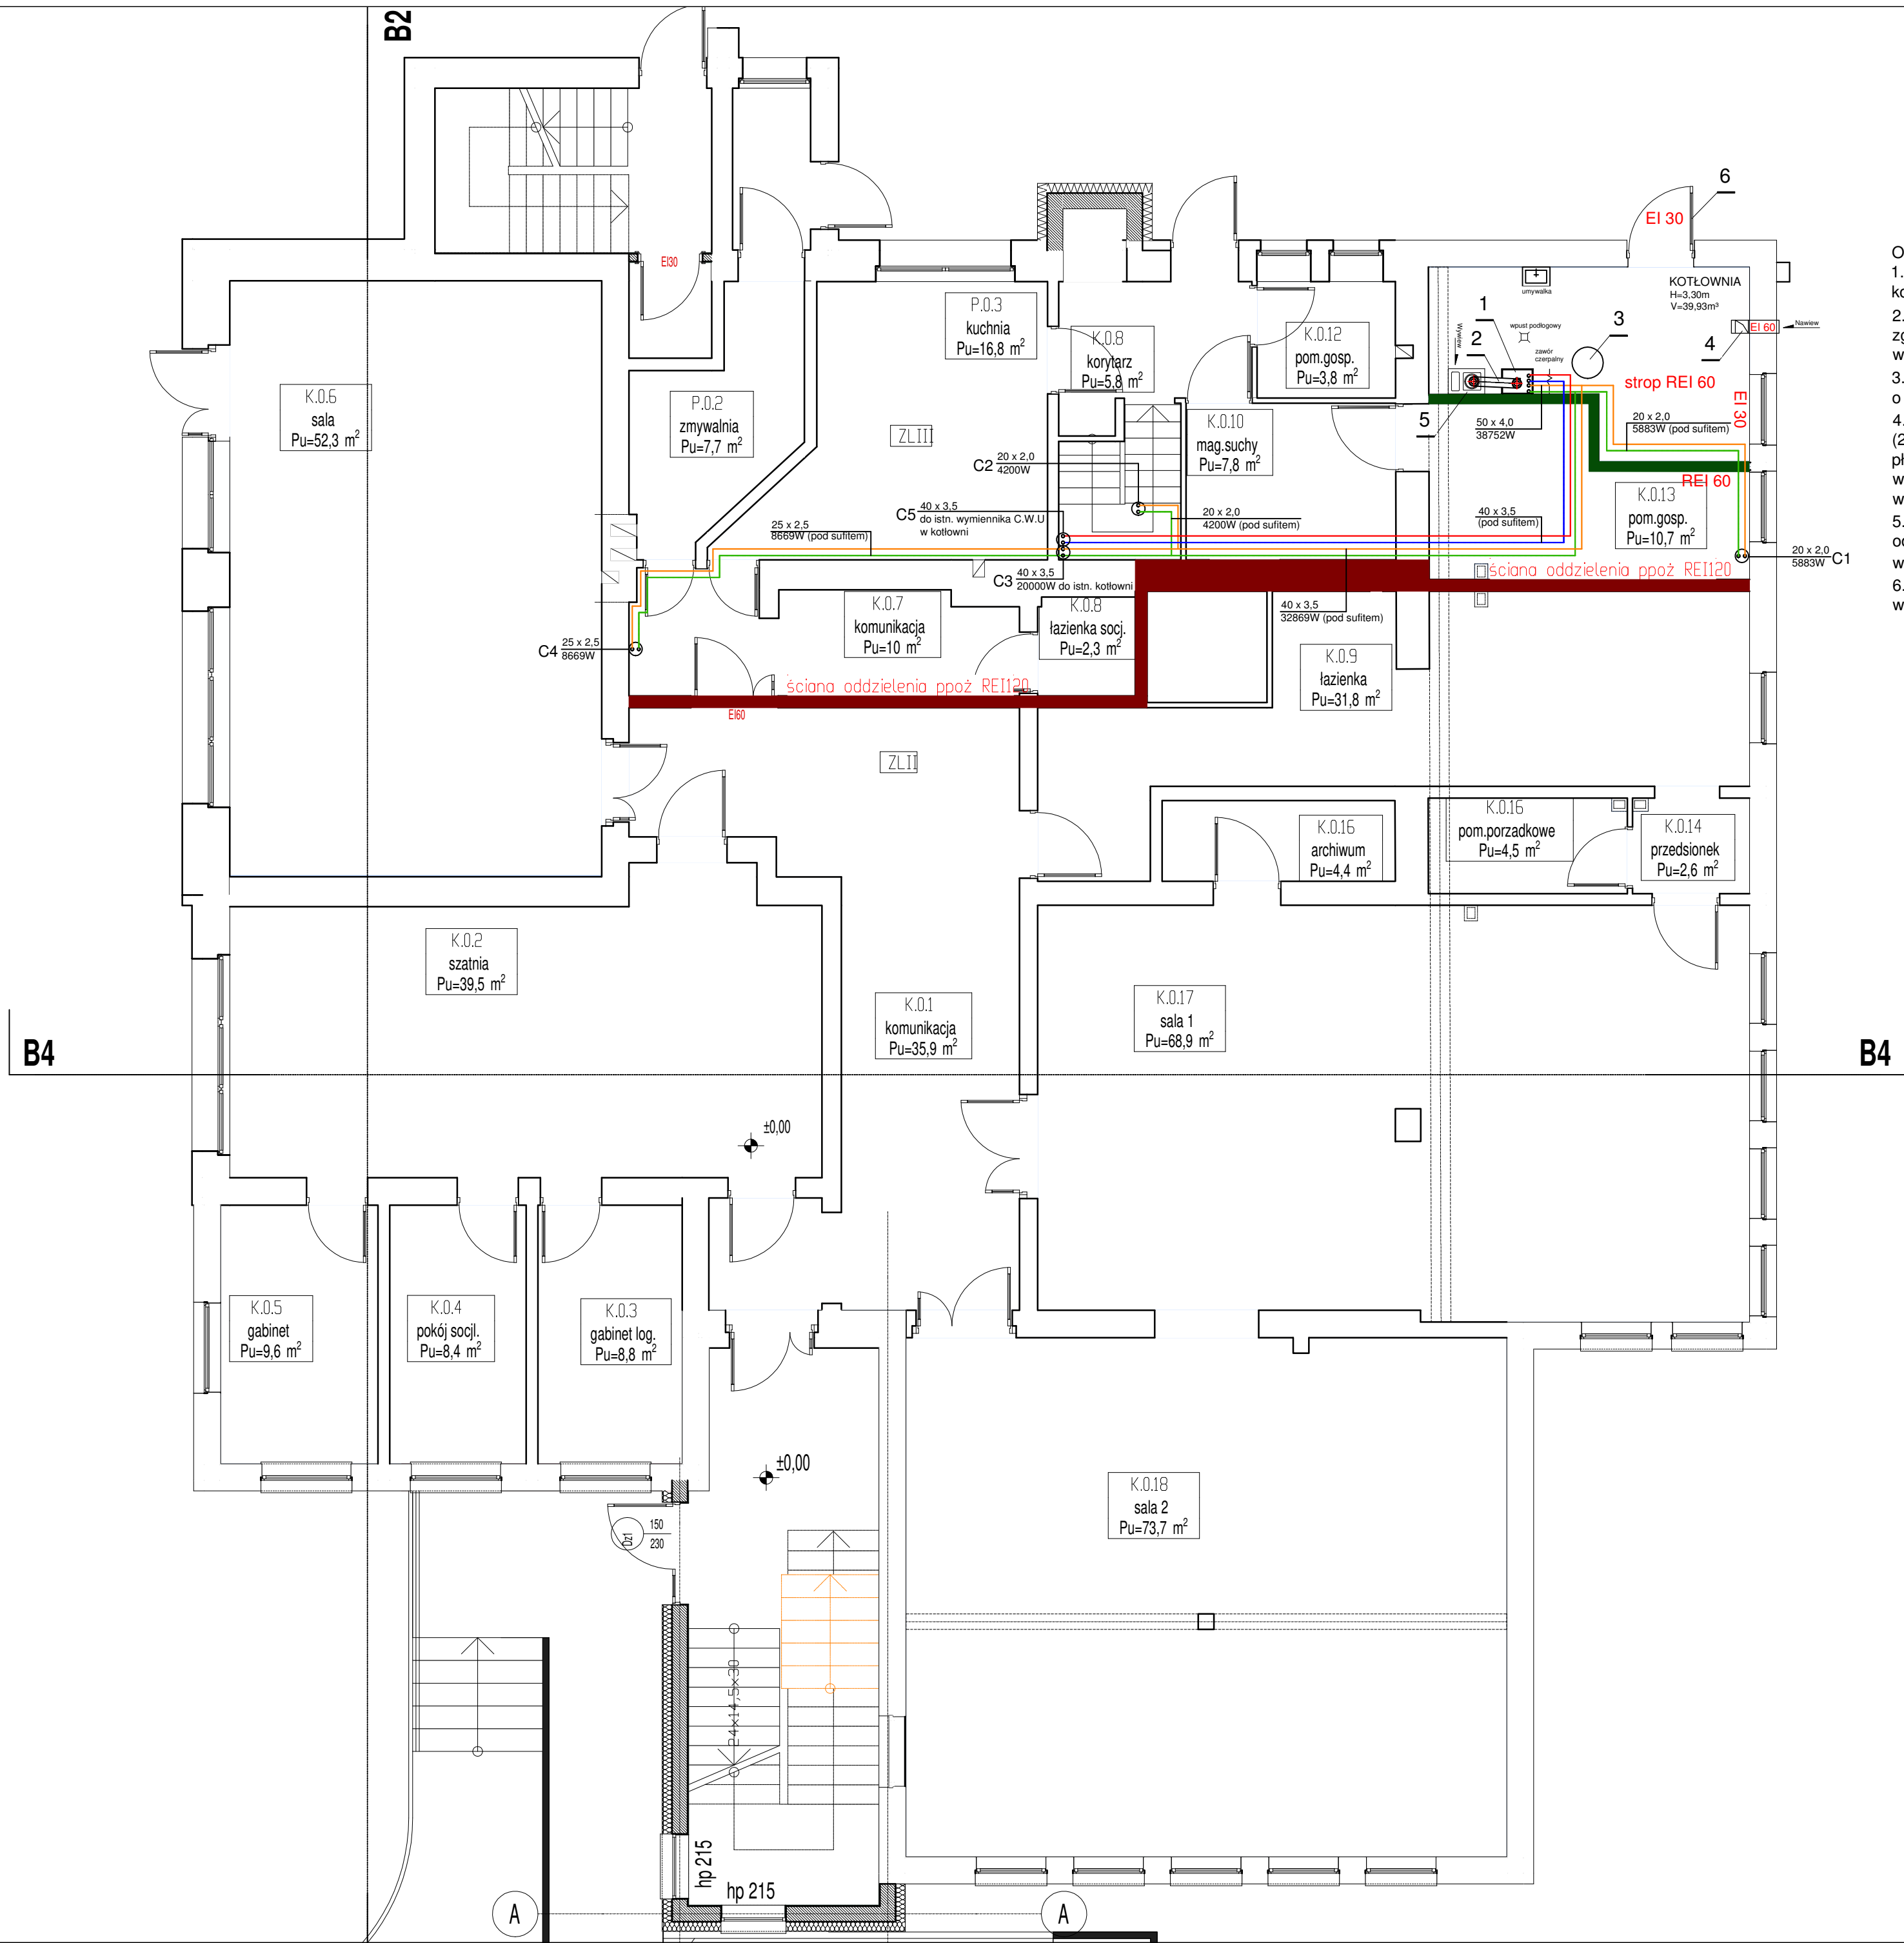 B2
6
EI 30
EI30
KOTŁOWNIA
H=3,30m
V=39,93m³
umywalka
1
2
3
4
5
wpust podłogowy
zawór
czerpalny
Wywiew
Nawiew
EI 60
strop REI 60
EI 30
REI 60
O
1.
ko
2.
zg
w
3.
o
4.
(2
pł
w
w
5.
od
w
6.
w
P.0.3
kuchnia
Pu=16,8 m²
K.0.8
korytarz
Pu=5,8 m²
K.0.12
pom.gosp.
Pu=3,8 m²
K.0.6
sala
Pu=52,3 m²
P.0.2
zmywalnia
Pu=7,7 m²
ZLIII
K.0.10
mag.suchy
Pu=7,8 m²
50 x 4,0
38752W
20 x 2,0
5883W (pod sufitem)
C2
20 x 2,0
4200W
C5
40 x 3,5
do istn. wymiennika C.W.U
w kotłowni
20 x 2,0
4200W (pod sufitem)
25 x 2,5
8669W (pod sufitem)
40 x 3,5
(pod sufitem)
K.0.13
pom.gosp.
Pu=10,7 m²
20 x 2,0
5883W
C1
C3
40 x 3,5
20000W do istn. kotłowni
ściana oddzielenia ppoż REI120
K.0.7
komunikacja
Pu=10 m²
K.0.8
łazienka socj.
Pu=2,3 m²
40 x 3,5
32869W (pod sufitem)
C4
25 x 2,5
8669W
K.0.9
łazienka
Pu=31,8 m²
ściana oddzielenia ppoż REI120
EI60
ZLII
K.0.16
archiwum
Pu=4,4 m²
K.0.16
pom.porzadkowe
Pu=4,5 m²
K.0.14
przedsionek
Pu=2,6 m²
K.0.2
szatnia
Pu=39,5 m²
K.0.1
komunikacja
Pu=35,9 m²
K.0.17
sala 1
Pu=68,9 m²
B4
B4
±0,00
K.0.5
gabinet
Pu=9,6 m²
K.0.4
pokój socjl.
Pu=8,4 m²
K.0.3
gabinet log.
Pu=8,8 m²
±0,00
K.0.18
sala 2
Pu=73,7 m²
Dz1
150
230
24x14,5x30
hp 215
hp 215
A
A